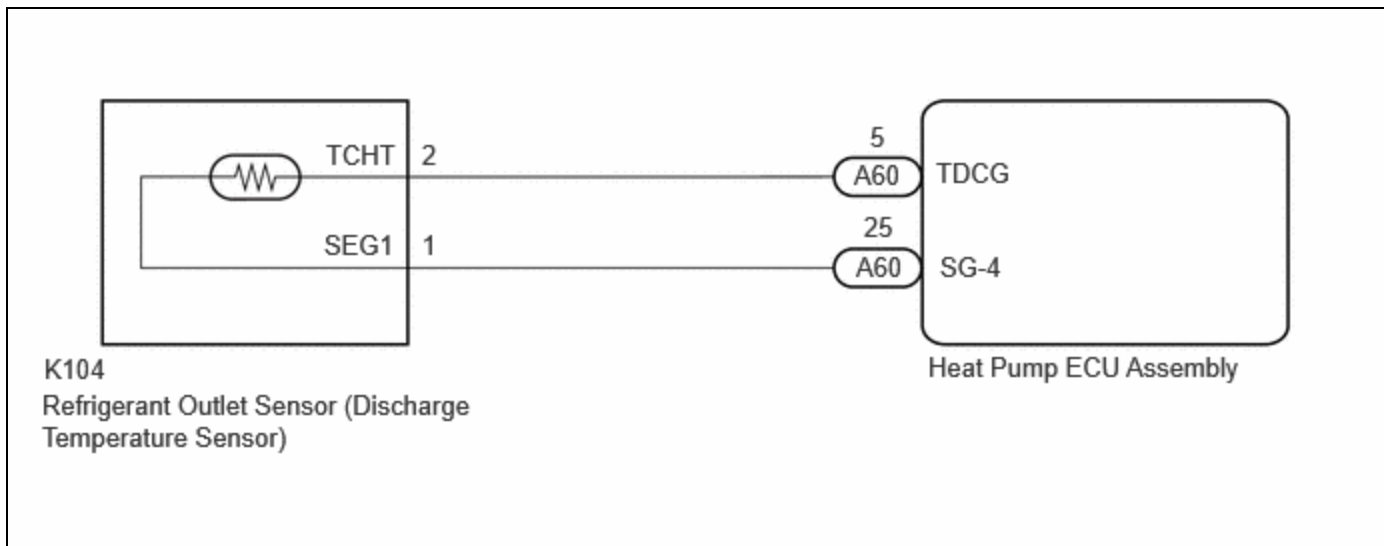 TCHT 2
5
A60 TDCG
SEG1 1
25
A60 SG-4
K104
Refrigerant Outlet Sensor (Discharge
Temperature Sensor)
Heat Pump ECU Assembly